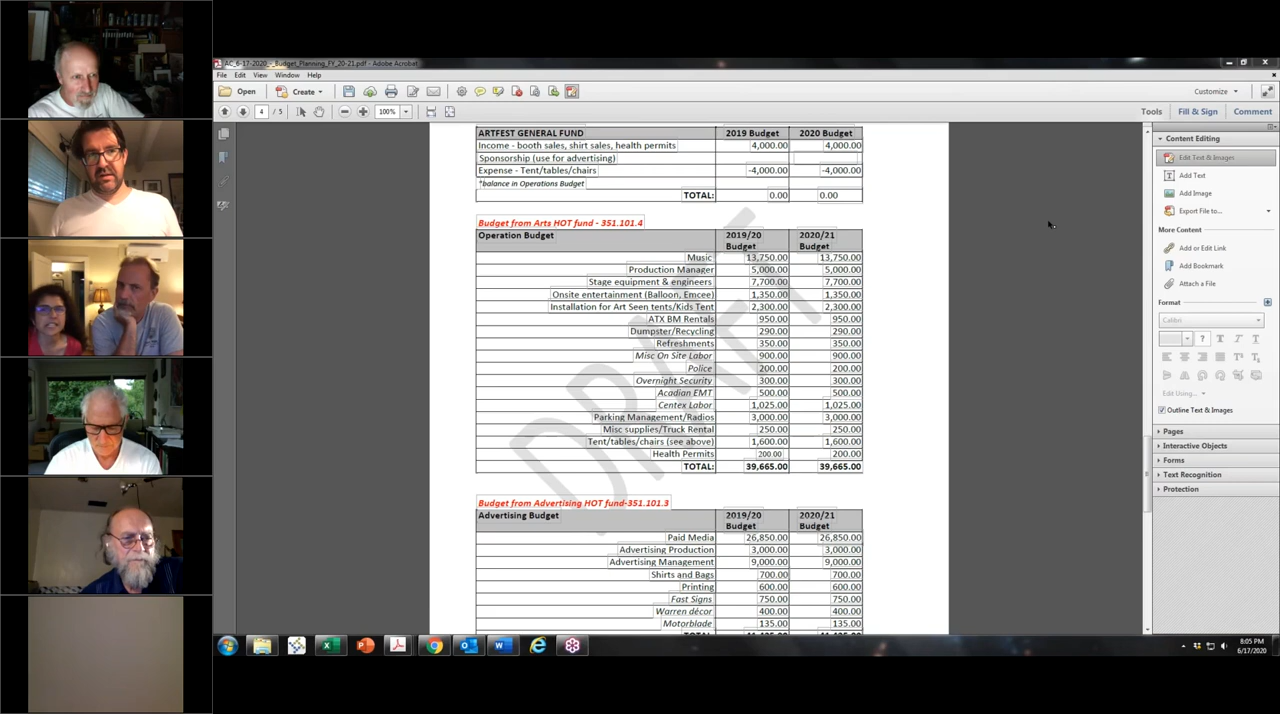 AC_6-17-2020_-_Budget_Planning_FY_20-21.pdf - Adobe Acrobat
File Edit View Window Help
Open Create Customize
4 / 5 100% Tools Fill & Sign Comment
ARTFEST GENERAL FUND 2019 Budget 2020 Budget
Income - booth sales, shirt sales, health permits 4,000.00 4,000.00
Sponsorship (use for advertising)
Expense - Tent/tables/chairs -4,000.00 -4,000.00
*balance in Operations Budget
TOTAL: 0.00 0.00
Budget from Arts HOT fund - 351.101.4
Operation Budget 2019/20 Budget 2020/21 Budget
Music 13,750.00 13,750.00
Production Manager 5,000.00 5,000.00
Stage equipment & engineers 7,700.00 7,700.00
Onsite entertainment (Balloon, Emcee) 1,350.00 1,350.00
Installation for Art Seen tents/Kids Tent 2,300.00 2,300.00
ATX BM Rentals 950.00 950.00
Dumpster/Recycling 290.00 290.00
Refreshments 350.00 350.00
Misc On Site Labor 900.00 900.00
Police 200.00 200.00
Overnight Security 300.00 300.00
Acadian EMT 500.00 500.00
Centex Labor 1,025.00 1,025.00
Parking Management/Radios 3,000.00 3,000.00
Misc supplies/Truck Rental 250.00 250.00
Tent/tables/chairs (see above) 1,600.00 1,600.00
Health Permits 200.00 200.00
TOTAL: 39,665.00 39,665.00
DRAFT
Budget from Advertising HOT fund-351.101.3
Advertising Budget 2019/20 Budget 2020/21 Budget
Paid Media 26,850.00 26,850.00
Advertising Production 3,000.00 3,000.00
Advertising Management 9,000.00 9,000.00
Shirts and Bags 700.00 700.00
Printing 600.00 600.00
Fast Signs 750.00 750.00
Warren décor 400.00 400.00
Motorblade 135.00 135.00
Content Editing
Edit Text & Images
Add Text
Add Image
Export File to...
More Content
Add or Edit Link
Add Bookmark
Attach a File
Format
Calibri
Edit Using...
Outline Text & Images
Pages
Interactive Objects
Forms
Text Recognition
Protection
8:05 PM
6/17/2020